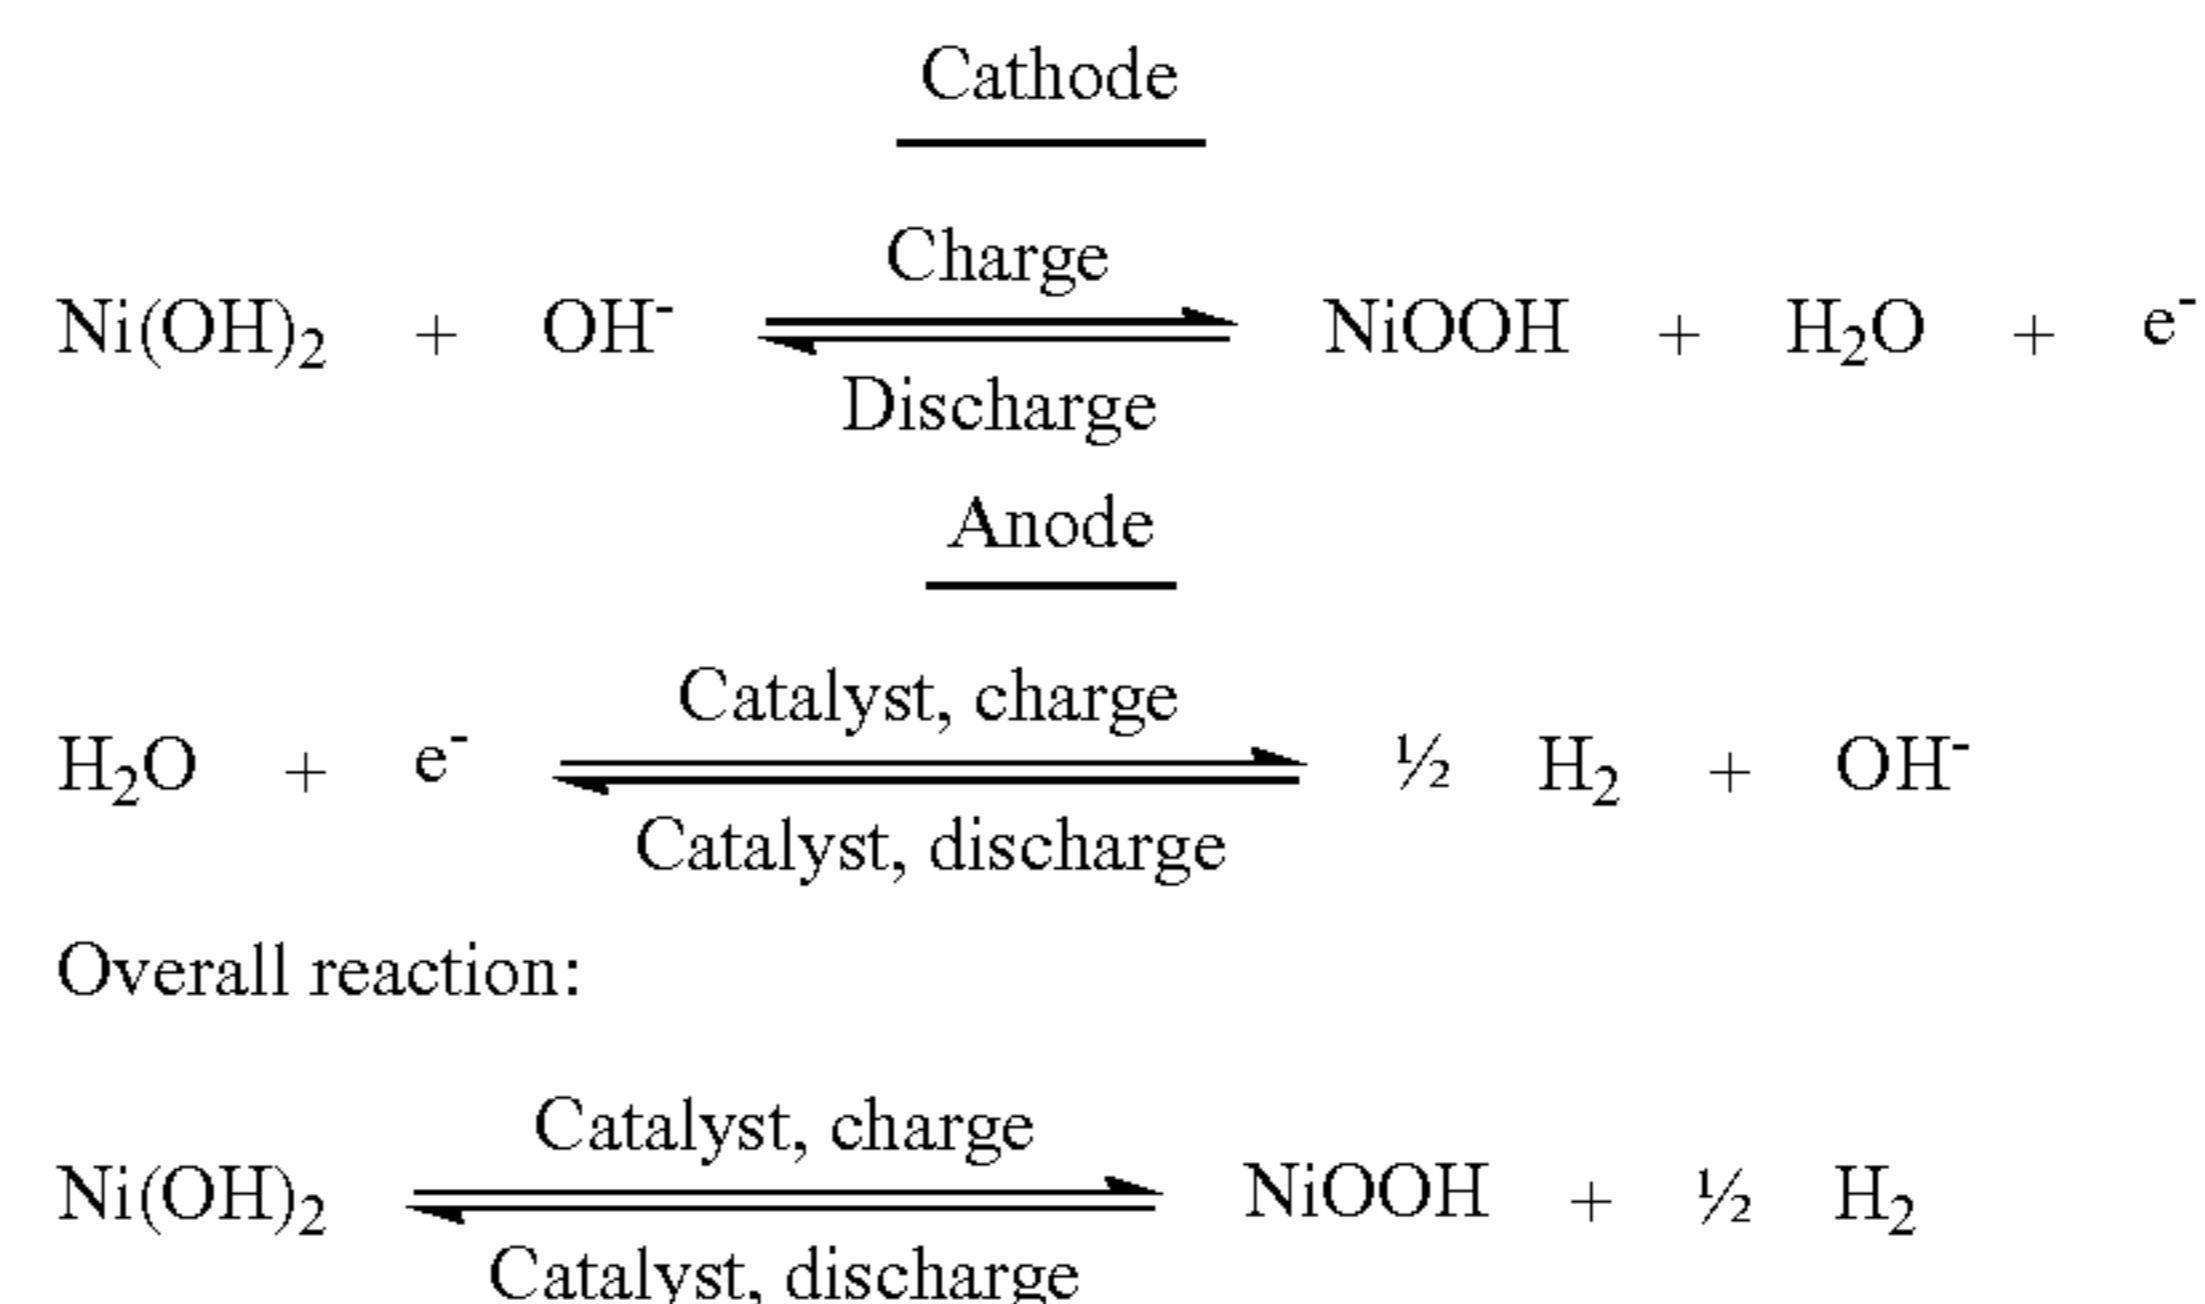 Cathode
Charge
Ni(OH)₂ + OH⁻ ⇌ NiOOH + H₂O + e⁻
Discharge
Anode
Catalyst, charge
H₂O + e⁻ ⇌ ½ H₂ + OH⁻
Catalyst, discharge
Overall reaction:
Catalyst, charge
Ni(OH)₂ ⇌ NiOOH + ½ H₂
Catalyst, discharge